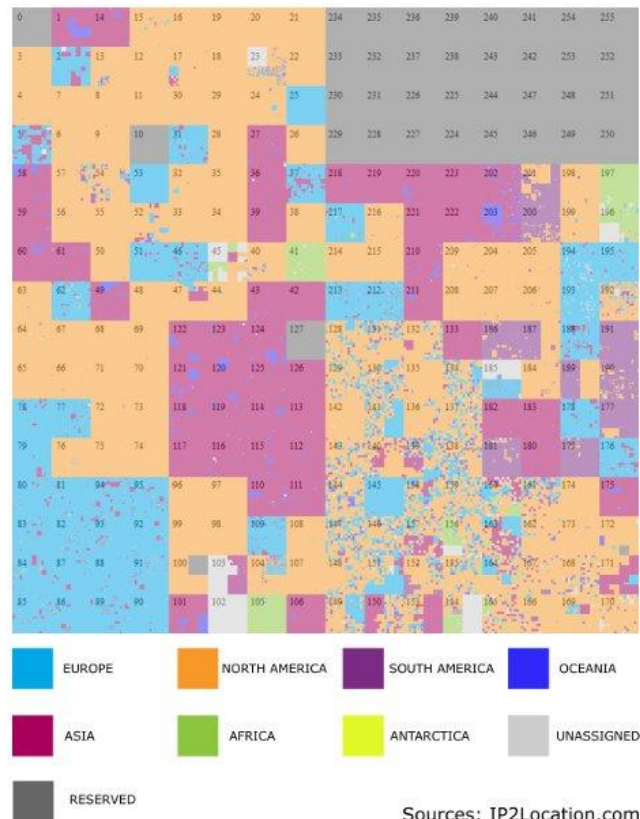 0 1 14 15 16 19 20 21 234 235 236 239 240 241 254 255
3 2 13 12 17 18 23 22 233 232 237 238 243 242 253 252
4 7 8 11 30 29 24 25 230 231 226 225 244 247 248 251
5 6 9 10 31 28 27 26 229 228 227 224 245 246 249 250
58 57 54 53 32 35 36 37 218 219 220 223 202 201 198 197
59 56 55 52 33 34 39 38 217 216 221 222 203 200 199 196
60 61 50 51 46 45 40 41 214 215 210 209 204 205 194 195
63 62 49 48 47 44 43 42 213 212 211 208 207 206 193 192
64 67 68 69 122 123 124 127 128 131 132 133 186 187 188 191
65 66 71 70 121 120 125 126 129 130 135 134 185 184 189 190
78 77 72 73 118 119 114 113 142 141 136 137 182 183 178 177
79 76 75 74 117 116 115 112 143 140 139 138 181 180 176
80 81 94 95 96 97 110 111 144 145 158 159 160 161 174 175
83 82 93 92 99 98 109 108 147 146 157 156 163 162 173 172
84 87 88 91 100 103 104 107 148 151 152 155 164 167 168 171
85 86 89 90 101 102 105 106 149 150 153 154 165 166 169 170
EUROPE NORTH AMERICA SOUTH AMERICA OCEANIA
ASIA AFRICA ANTARCTICA UNASSIGNED
RESERVED
Sources: IP2Location.com